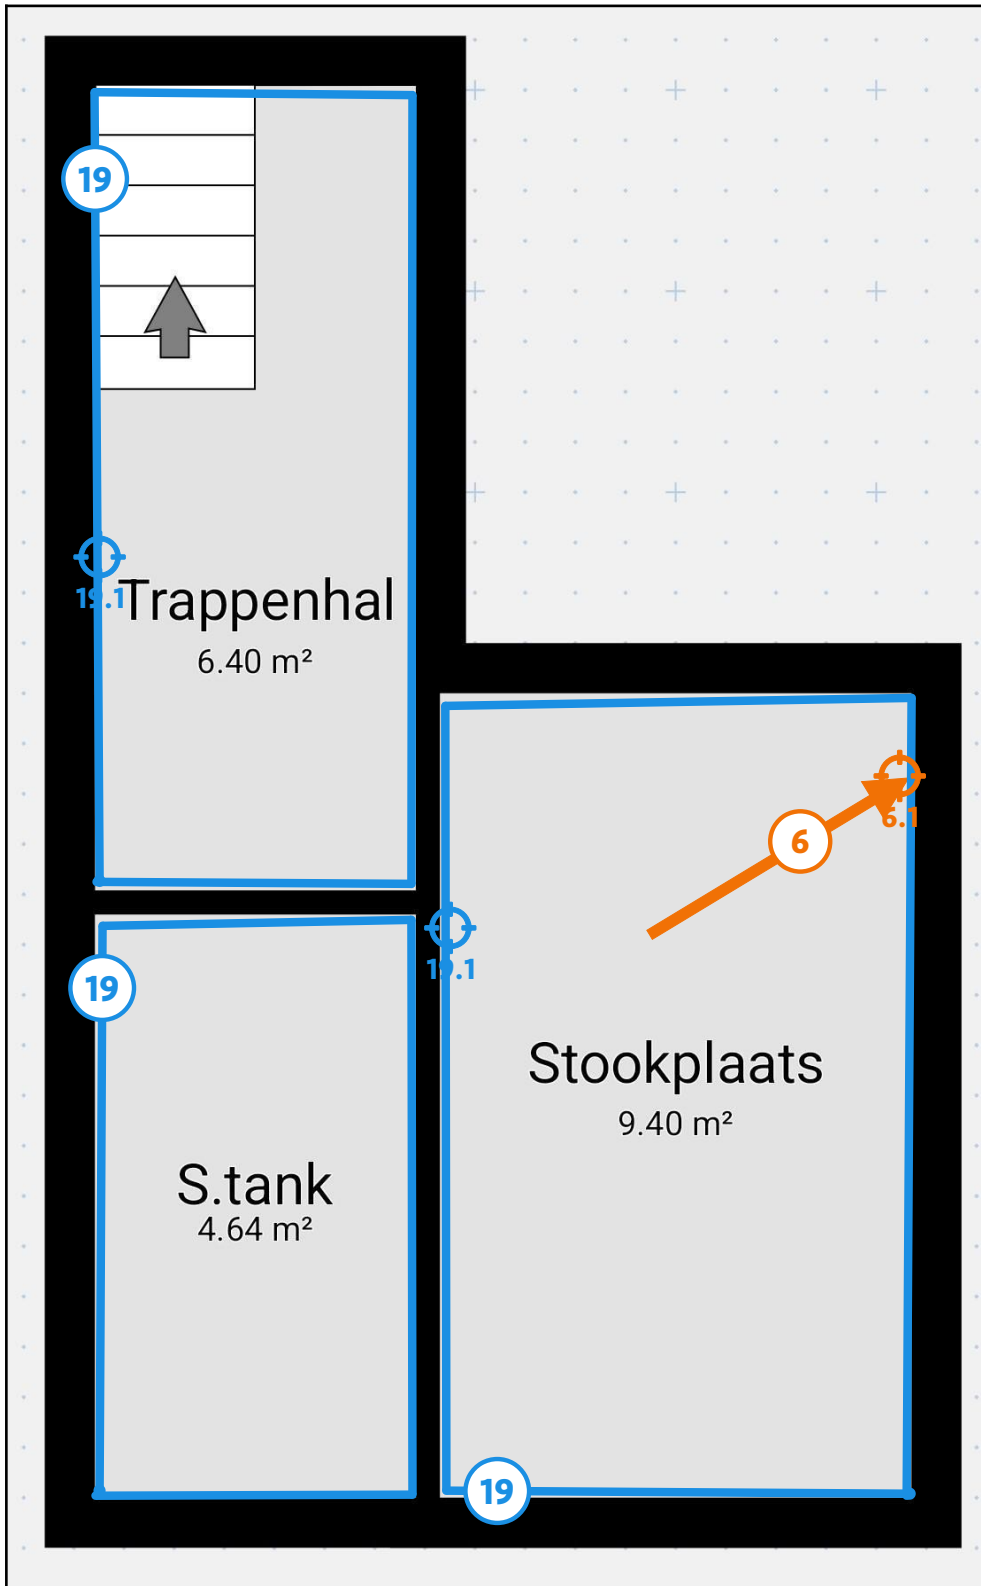 19
19.1
Trappenhal
6.40 m²
6
6.1
19.1
19
Stookplaats
9.40 m²
S.tank
4.64 m²
19